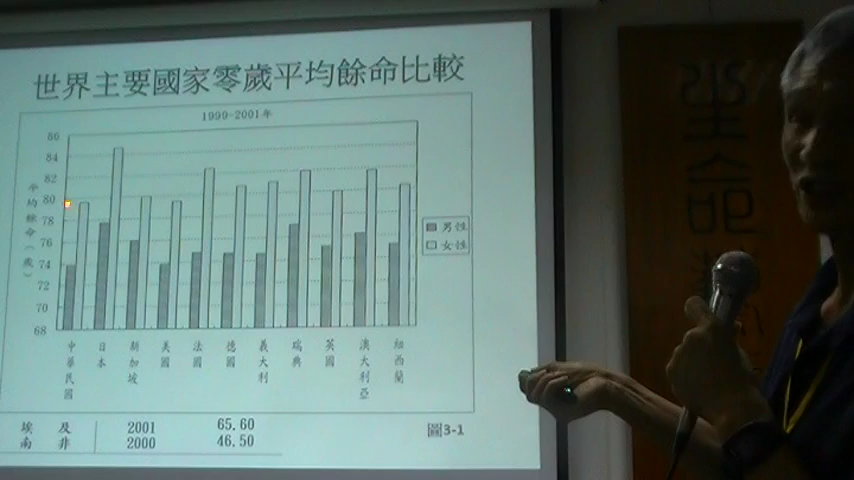 世界主要國家零歲平均餘命比較
1999-2001年
平均餘命(歲)
86
84
82
80
78
76
74
72
70
68
男性
女性
中華民國
日本
新加坡
美國
法國
德國
義大利
瑞典
英國
澳大利亞
紐西蘭
埃及 2001 65.60
南非 2000 46.50
圖3-1
命